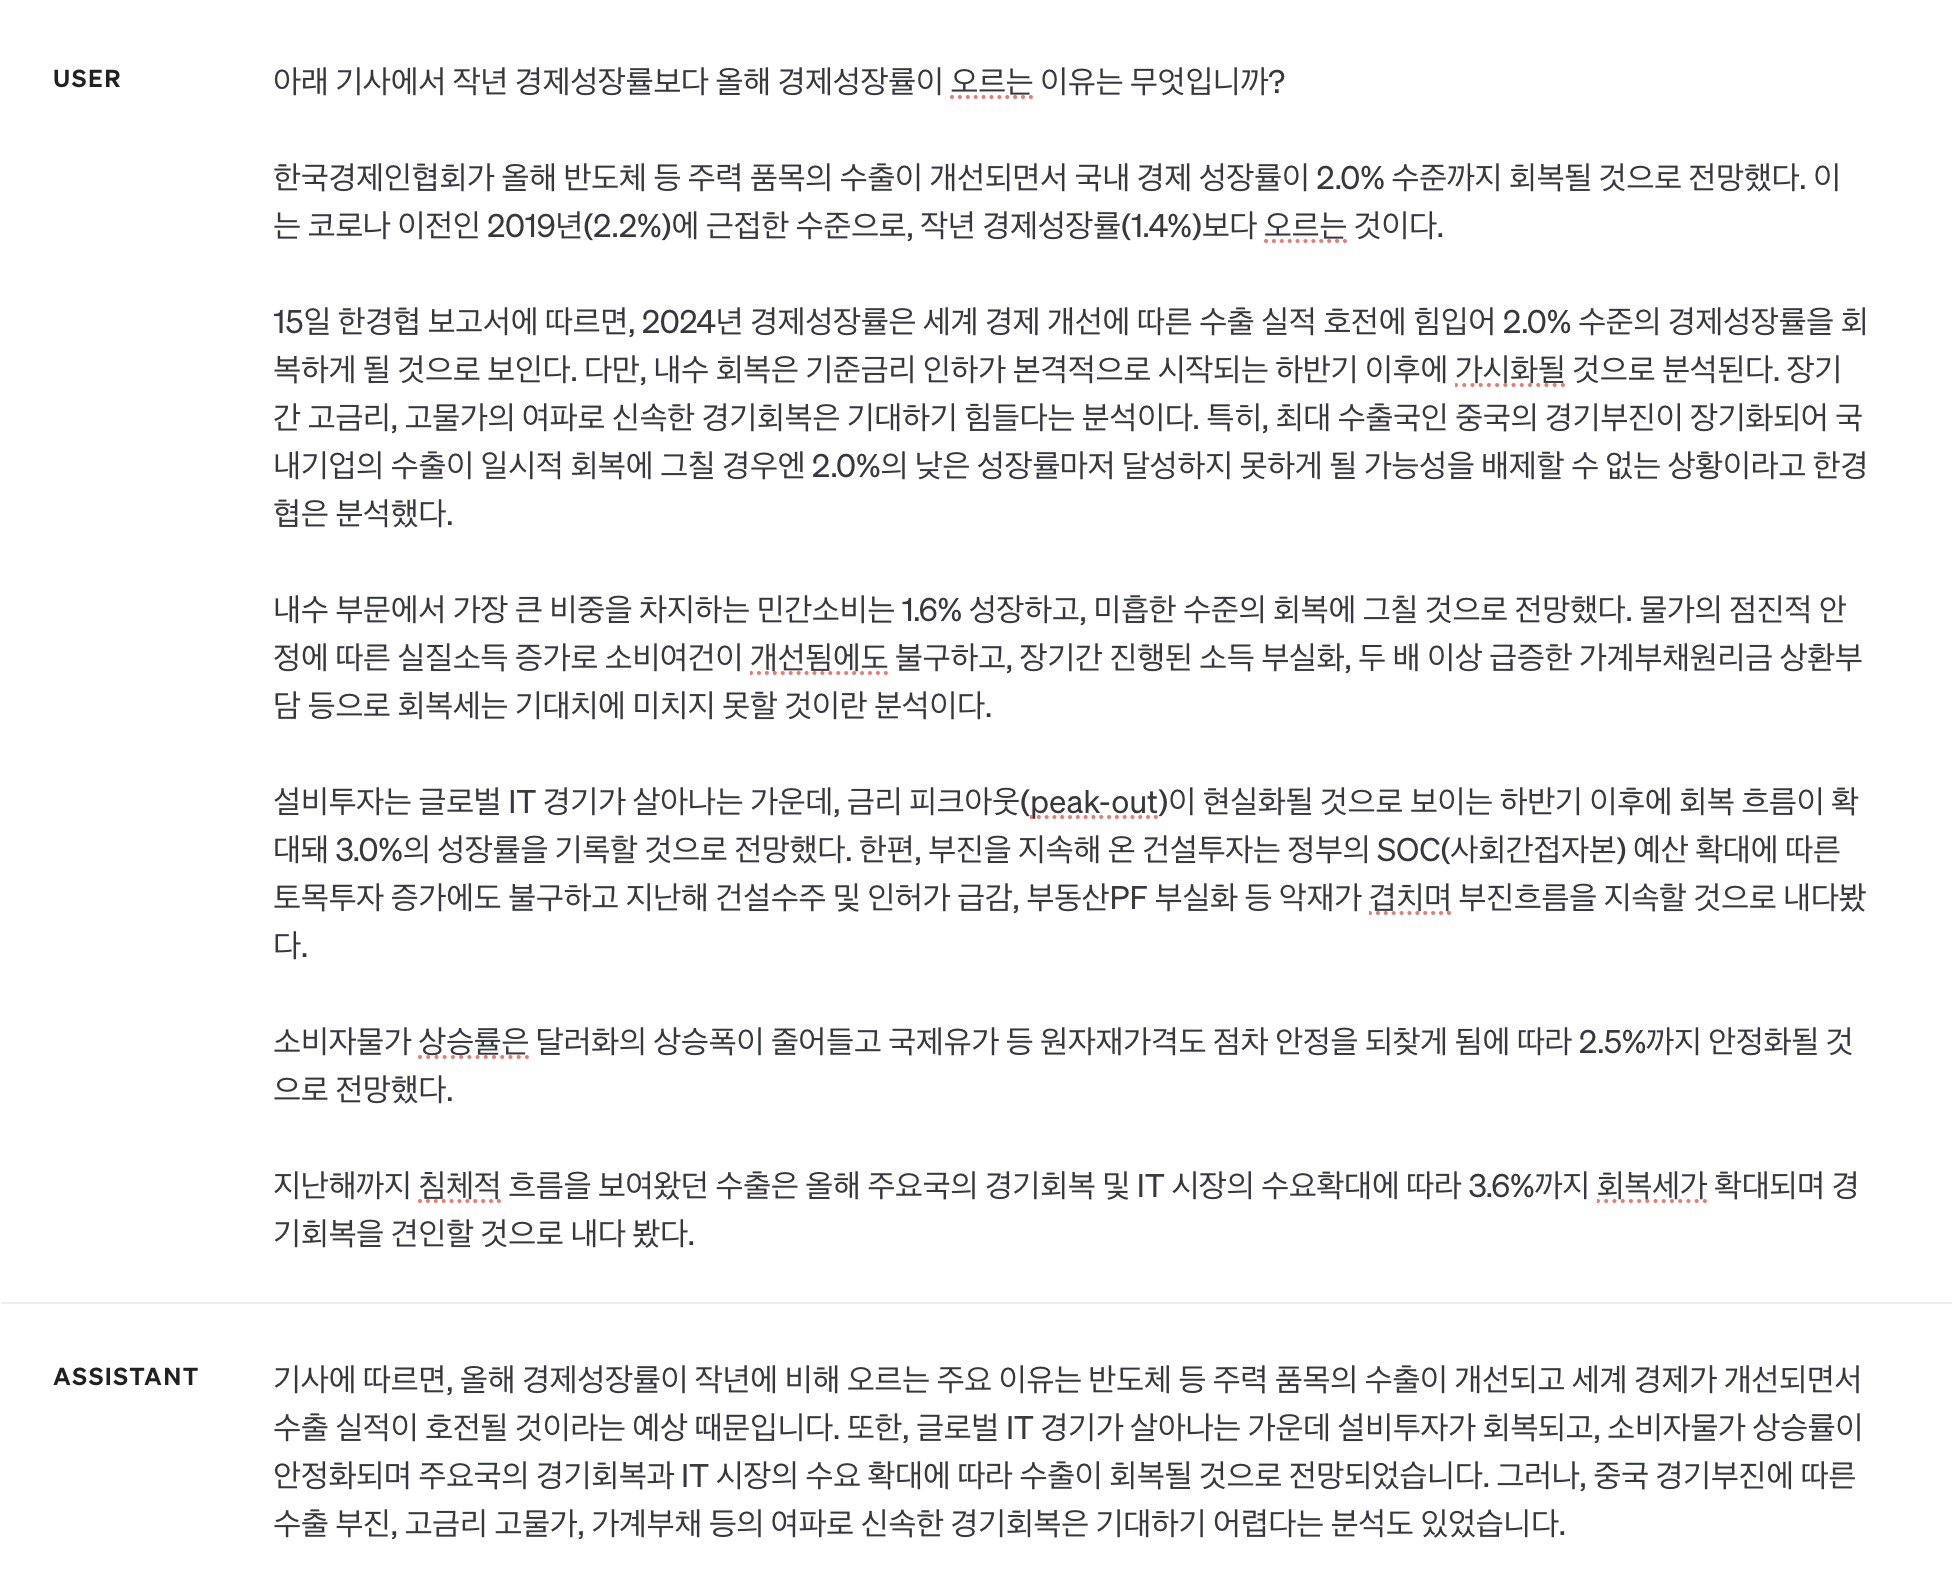 USER
아래 기사에서 작년 경제성장률보다 올해 경제성장률이 오르는 이유는 무엇입니까?
한국경제인협회가 올해 반도체 등 주력 품목의 수출이 개선되면서 국내 경제 성장률이 2.0% 수준까지 회복될 것으로 전망했다. 이
는 코로나 이전인 2019년(2.2%)에 근접한 수준으로, 작년 경제성장률(1.4%)보다 오르는 것이다.
15일 한경협 보고서에 따르면, 2024년 경제성장률은 세계 경제 개선에 따른 수출 실적 호전에 힘입어 2.0% 수준의 경제성장률을 회
복하게 될 것으로 보인다. 다만, 내수 회복은 기준금리 인하가 본격적으로 시작되는 하반기 이후에 가시화될 것으로 분석된다. 장기
간 고금리, 고물가의 여파로 신속한 경기회복은 기대하기 힘들다는 분석이다. 특히, 최대 수출국인 중국의 경기부진이 장기화되어 국
내기업의 수출이 일시적 회복에 그칠 경우엔 2.0%의 낮은 성장률마저 달성하지 못하게 될 가능성을 배제할 수 없는 상황이라고 한경
협은 분석했다.
내수 부문에서 가장 큰 비중을 차지하는 민간소비는 1.6% 성장하고, 미흡한 수준의 회복에 그칠 것으로 전망했다. 물가의 점진적 안
정에 따른 실질소득 증가로 소비여건이 개선됨에도 불구하고, 장기간 진행된 소득 부실화, 두 배 이상 급증한 가계부채원리금 상환부
담 등으로 회복세는 기대치에 미치지 못할 것이란 분석이다.
설비투자는 글로벌 IT 경기가 살아나는 가운데, 금리 피크아웃(peak-out)이 현실화될 것으로 보이는 하반기 이후에 회복 흐름이 확
대돼 3.0%의 성장률을 기록할 것으로 전망했다. 한편, 부진을 지속해 온 건설투자는 정부의 SOC(사회간접자본) 예산 확대에 따른
토목투자 증가에도 불구하고 지난해 건설수주 및 인허가 급감, 부동산PF 부실화 등 악재가 겹치며 부진흐름을 지속할 것으로 내다봤
다.
소비자물가 상승률은 달러화의 상승폭이 줄어들고 국제유가 등 원자재가격도 점차 안정을 되찾게 됨에 따라 2.5%까지 안정화될 것
으로 전망했다.
지난해까지 침체적 흐름을 보여왔던 수출은 올해 주요국의 경기회복 및 IT 시장의 수요확대에 따라 3.6%까지 회복세가 확대되며 경
기회복을 견인할 것으로 내다 봤다.
ASSISTANT
기사에 따르면, 올해 경제성장률이 작년에 비해 오르는 주요 이유는 반도체 등 주력 품목의 수출이 개선되고 세계 경제가 개선되면서
수출 실적이 호전될 것이라는 예상 때문입니다. 또한, 글로벌 IT 경기가 살아나는 가운데 설비투자가 회복되고, 소비자물가 상승률이
안정화되며 주요국의 경기회복과 IT 시장의 수요 확대에 따라 수출이 회복될 것으로 전망되었습니다. 그러나, 중국 경기부진에 따른
수출 부진, 고금리 고물가, 가계부채 등의 여파로 신속한 경기회복은 기대하기 어렵다는 분석도 있었습니다.